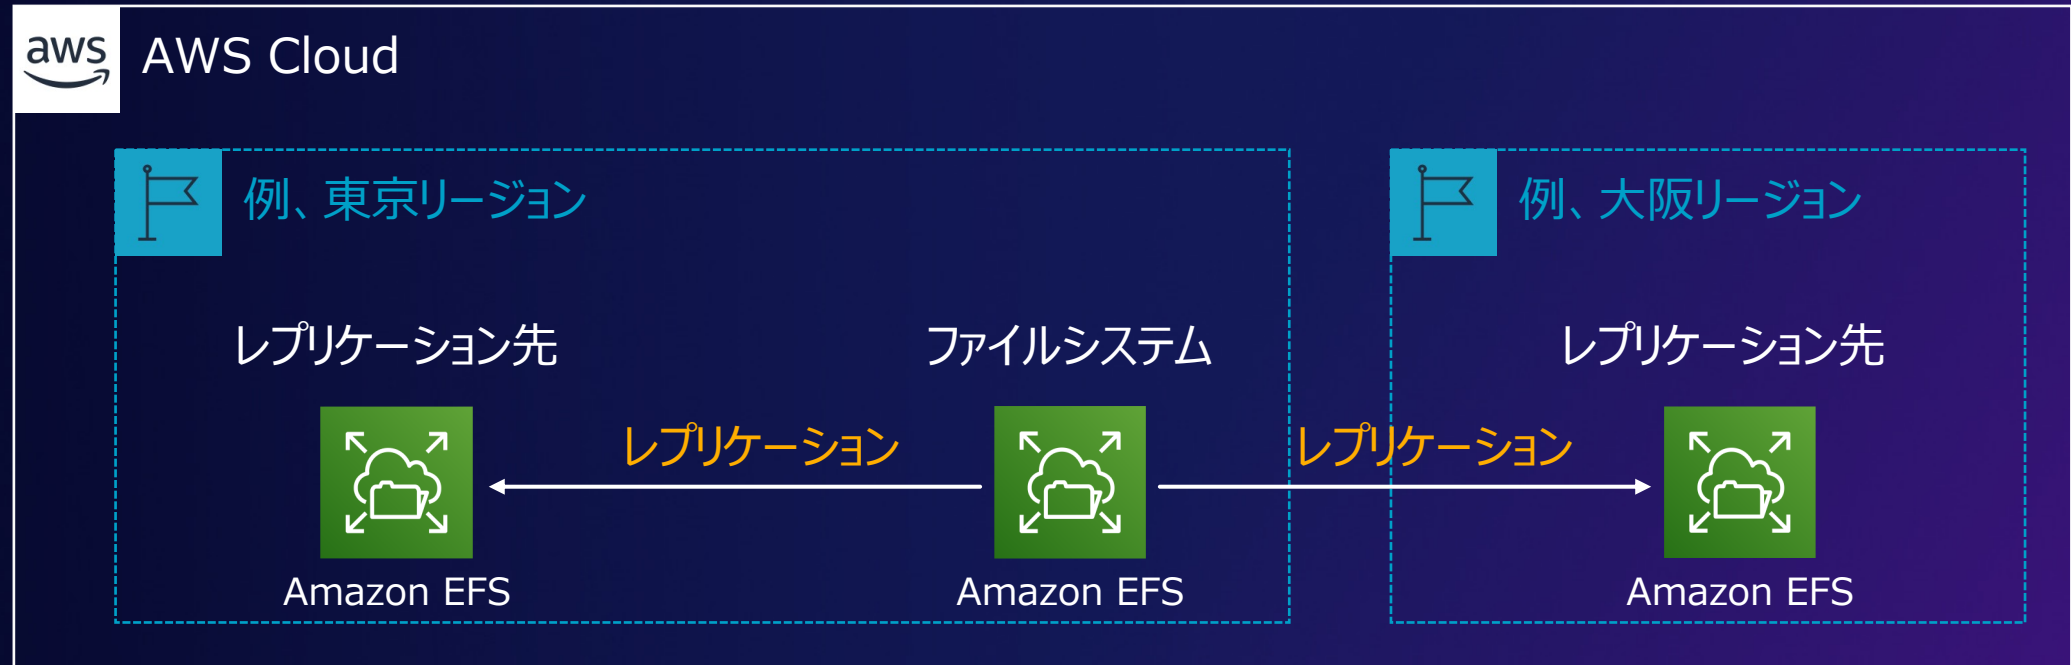 aws
AWS Cloud
例、東京リージョン
例、大阪リージョン
レプリケーション先
ファイルシステム
レプリケーション先
レプリケーション
レプリケーション
Amazon EFS
Amazon EFS
Amazon EFS